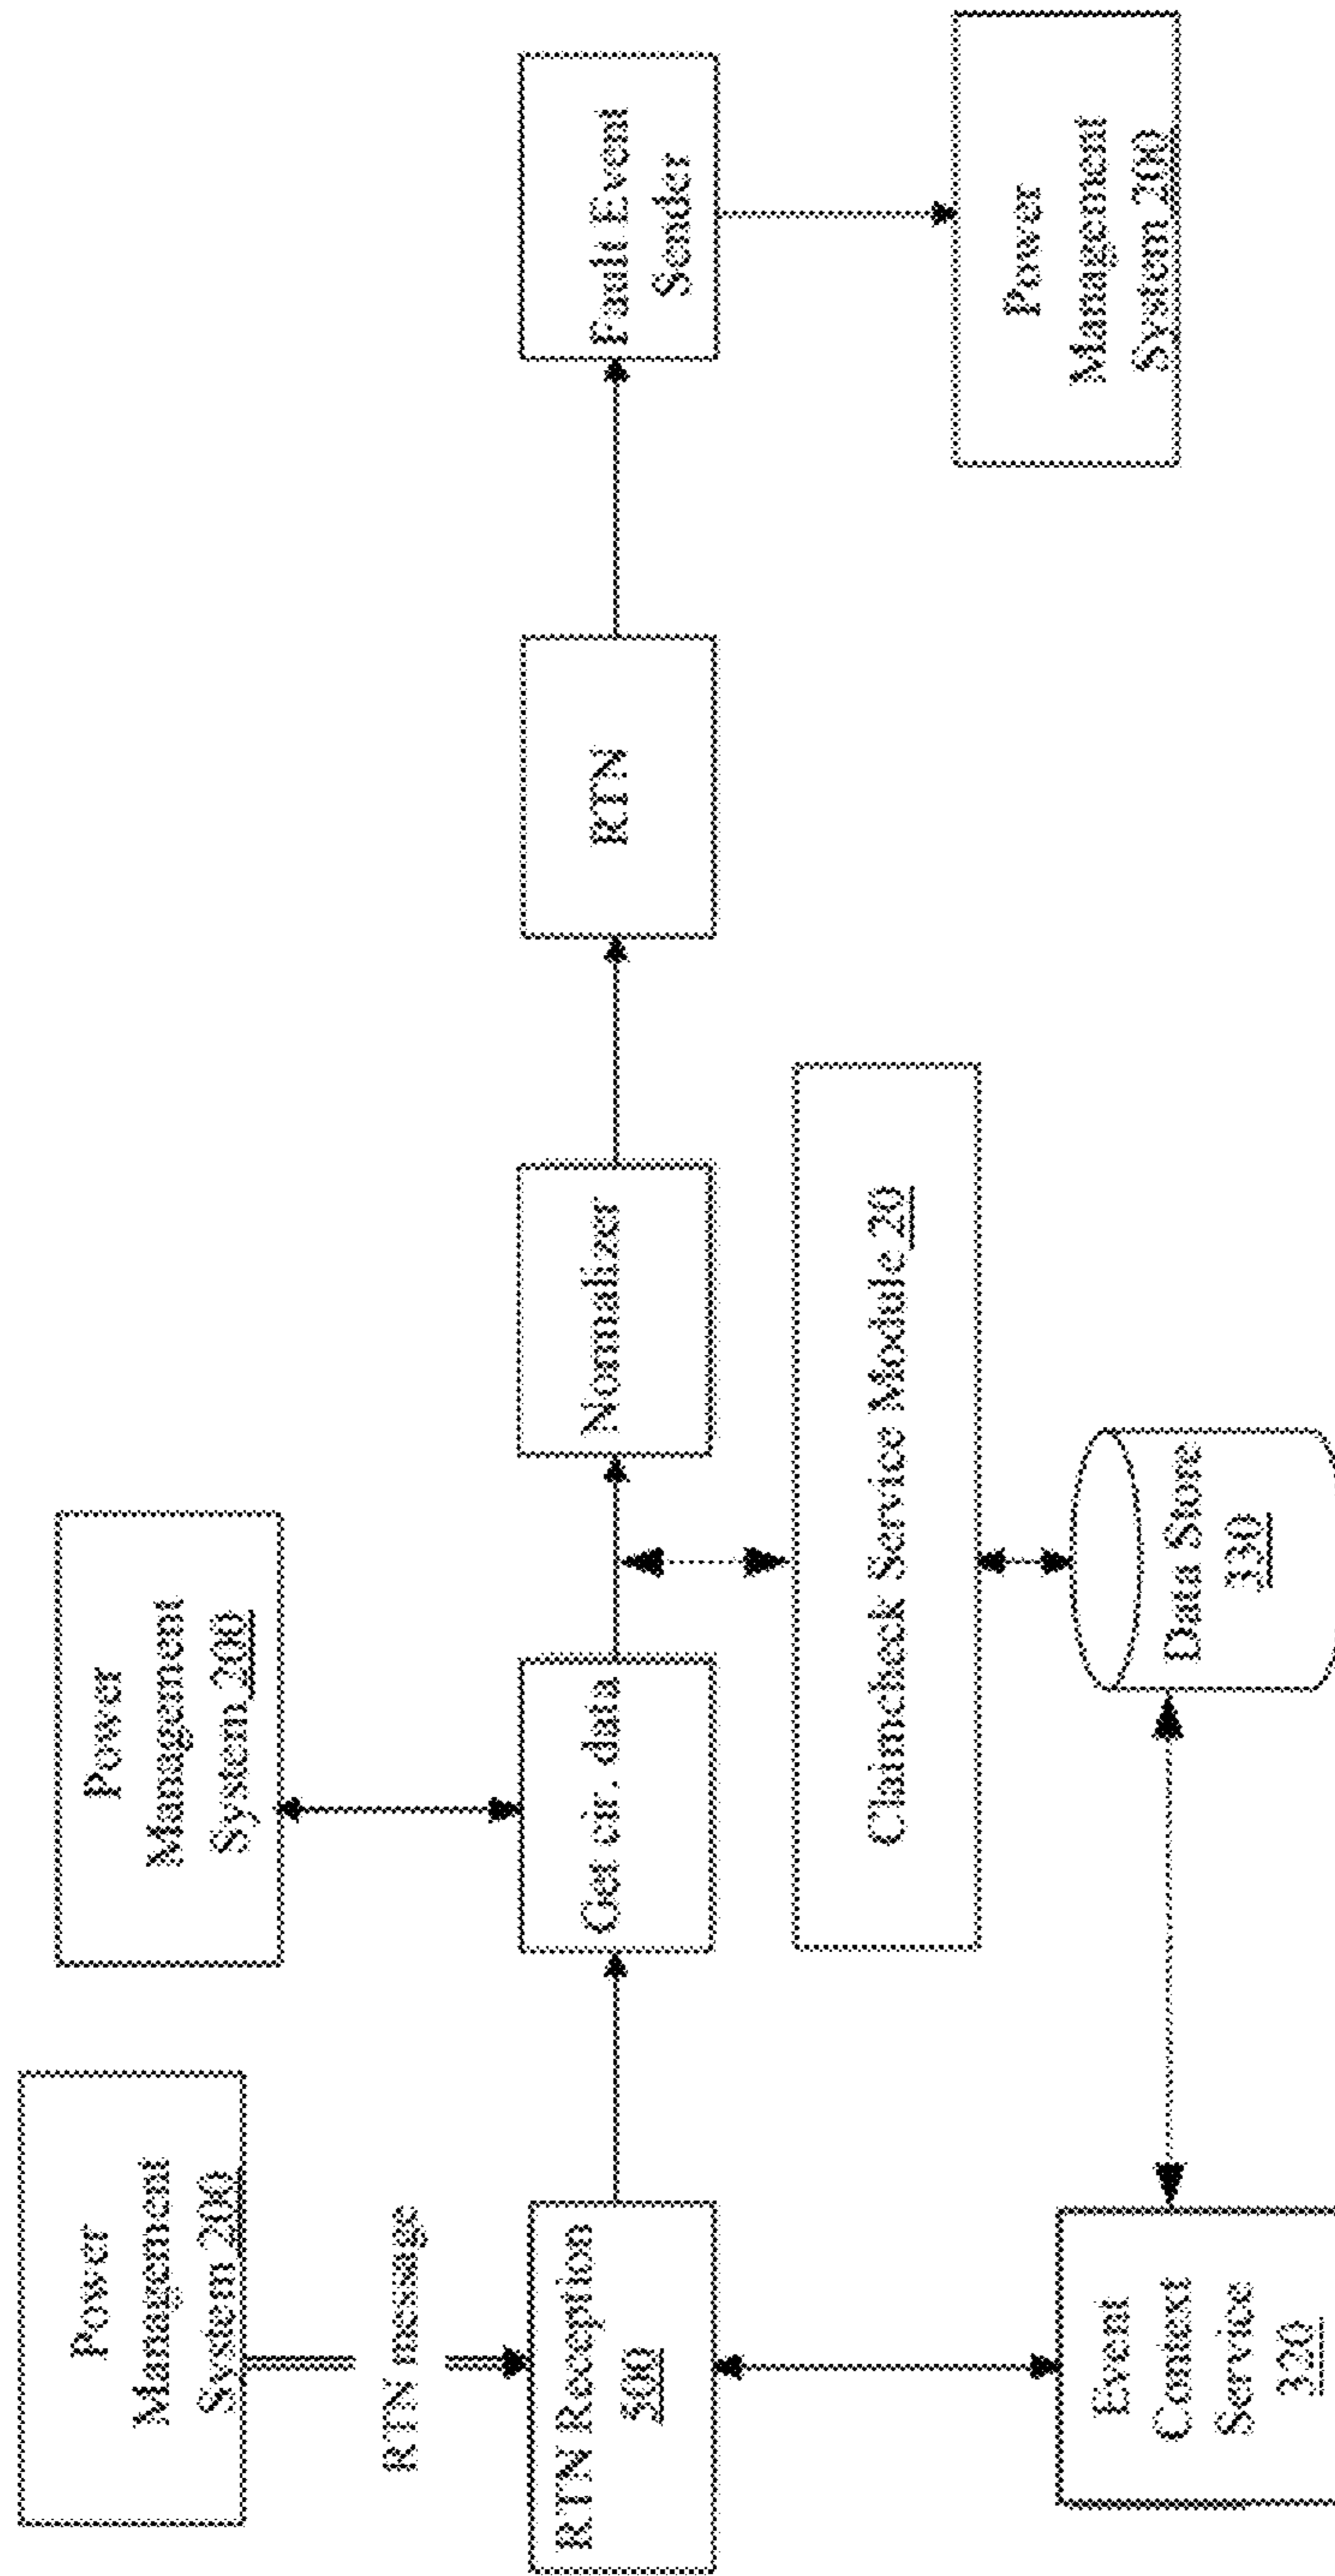 Power
Management
System 200
Power
Management
System 200
RTN message
RTN Reception
500
Get cir. data
Normalizer
RTN
Fault Event
Sender
Claimcheck Service Module 20
Power
Management
System 200
Event
Context
Service
320
Data Store
330